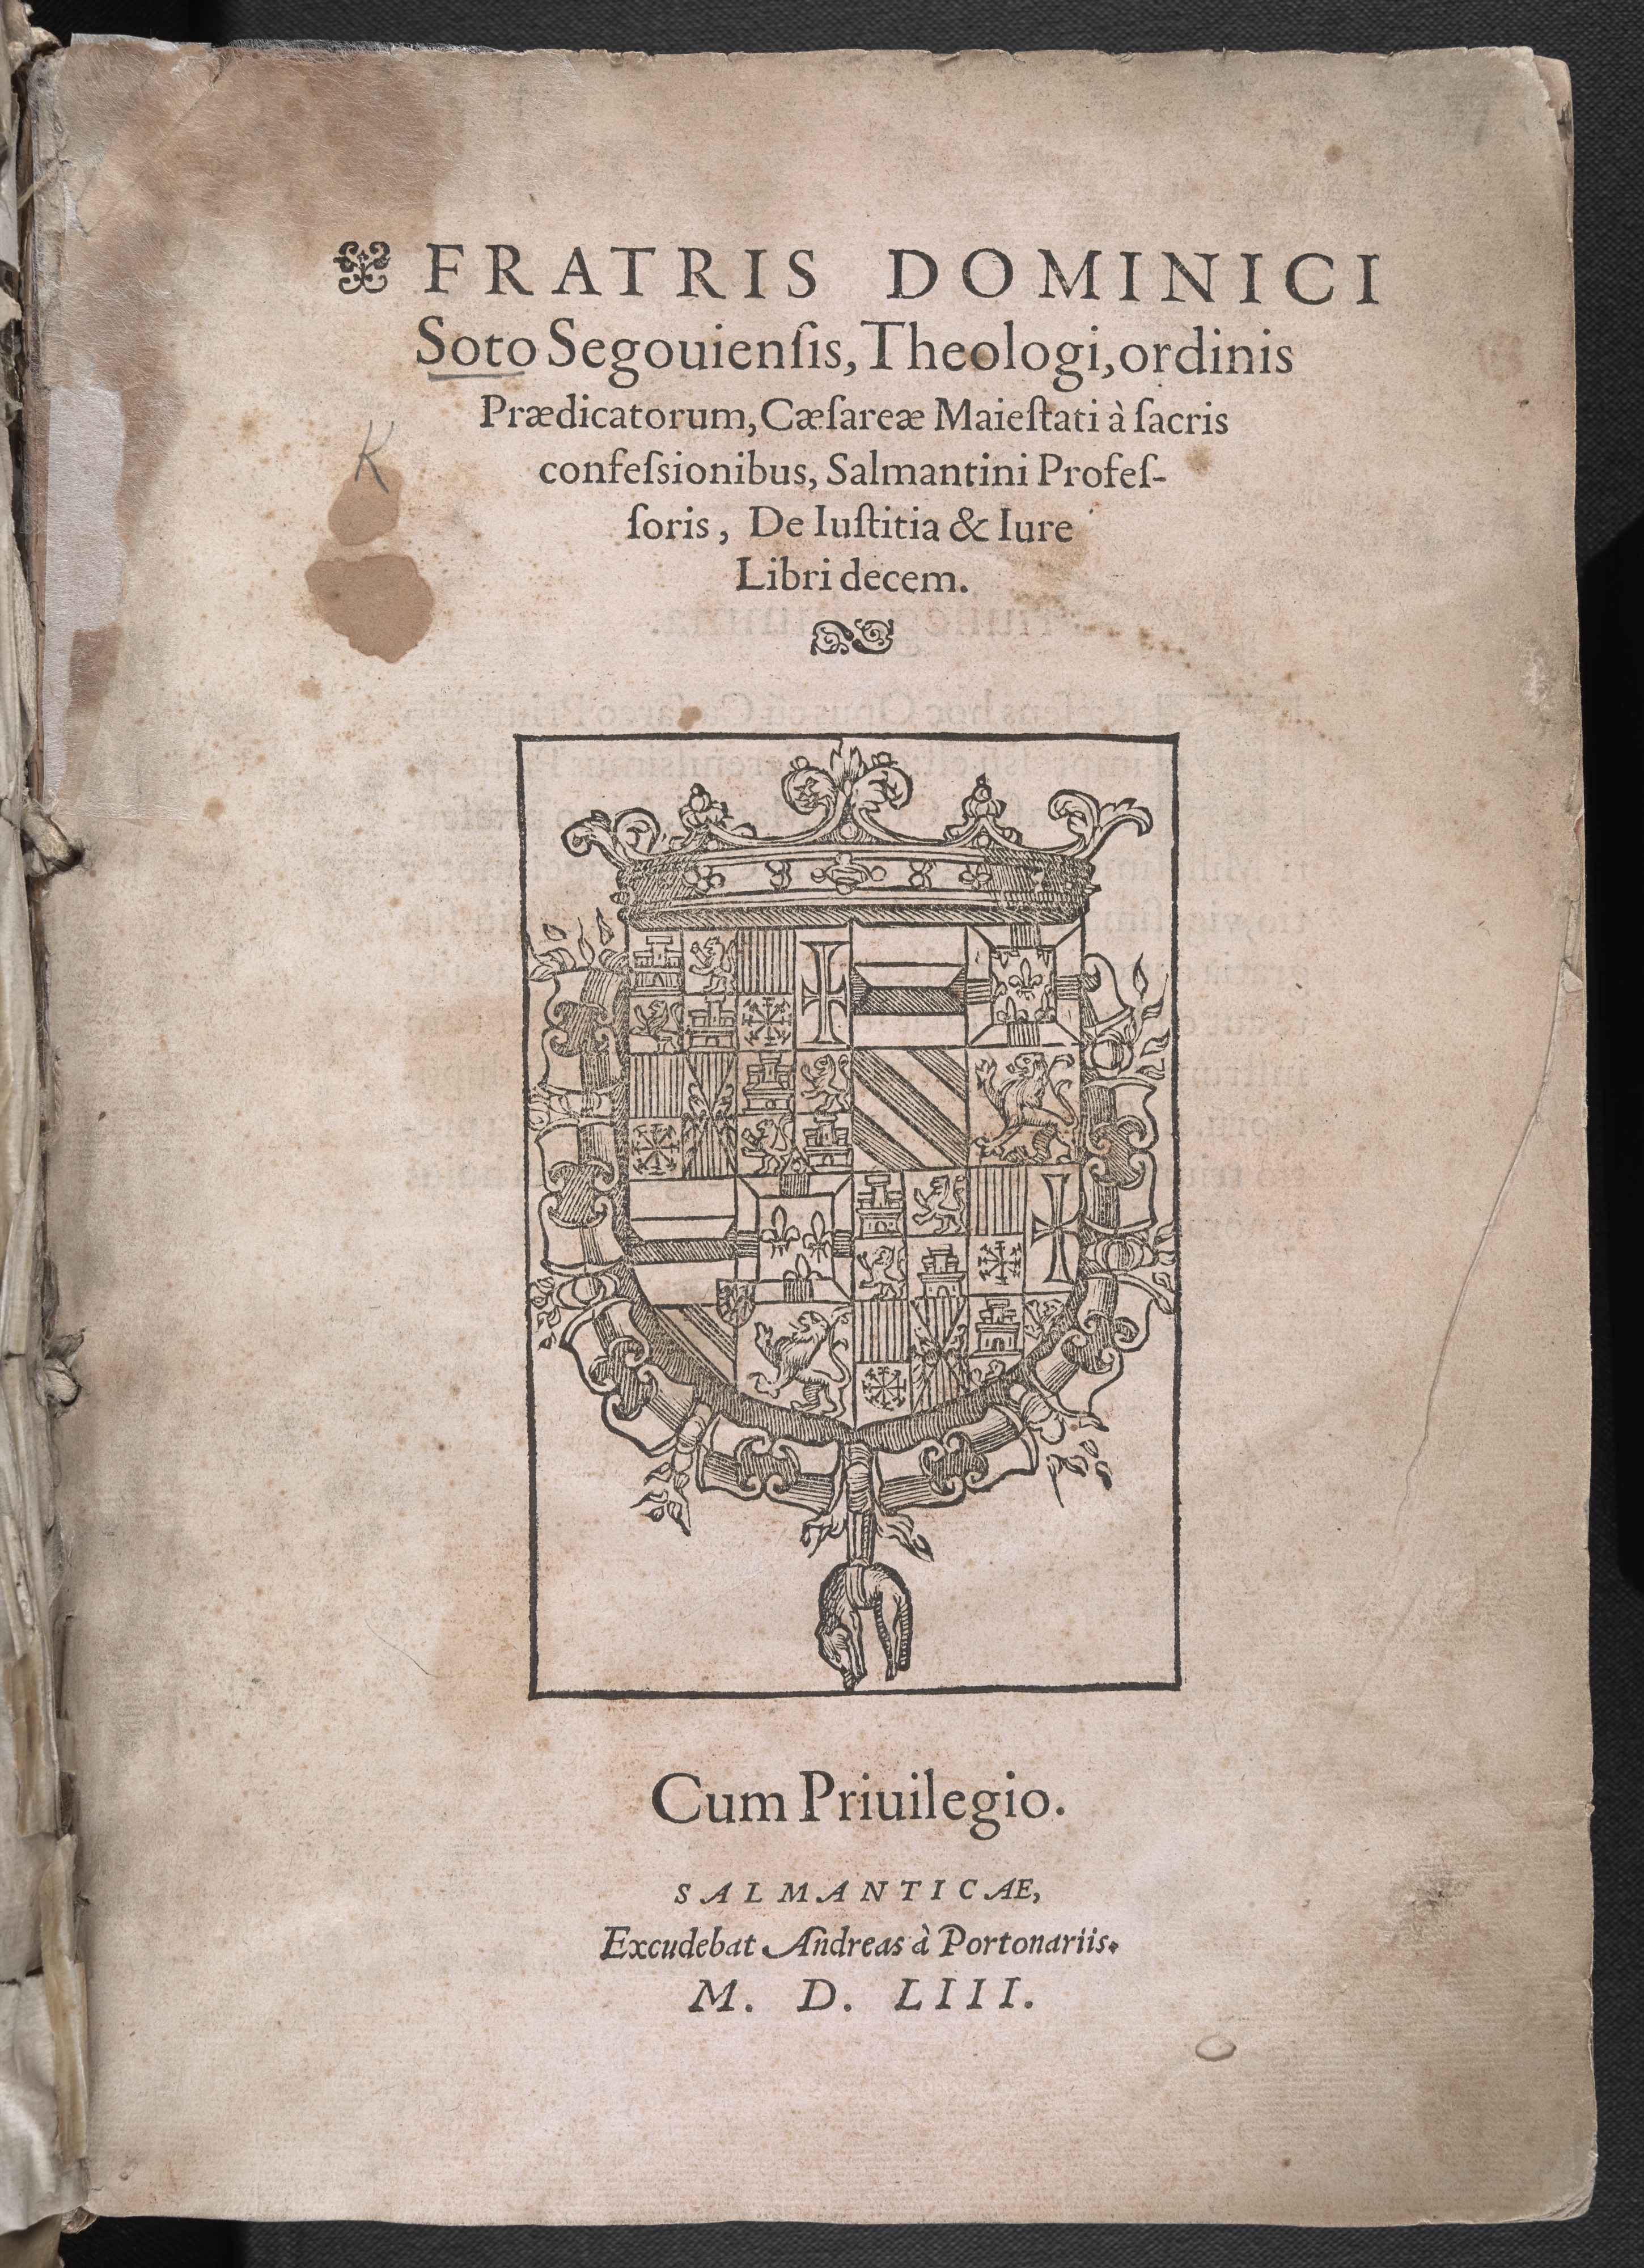 FRATRIS DOMINICI
Soto Segouienſis, Theologi, ordinis
Prædicatorum, Cæſareæ Maieſtati à ſacris
confeſsionibus, Salmantini Profeſ-
ſoris, De Iuſtitia & Iure
Libri decem.
K
Cum Priuilegio.
SALMANTICAE,
Excudebat Andreas à Portonariis.
M. D. LIII.